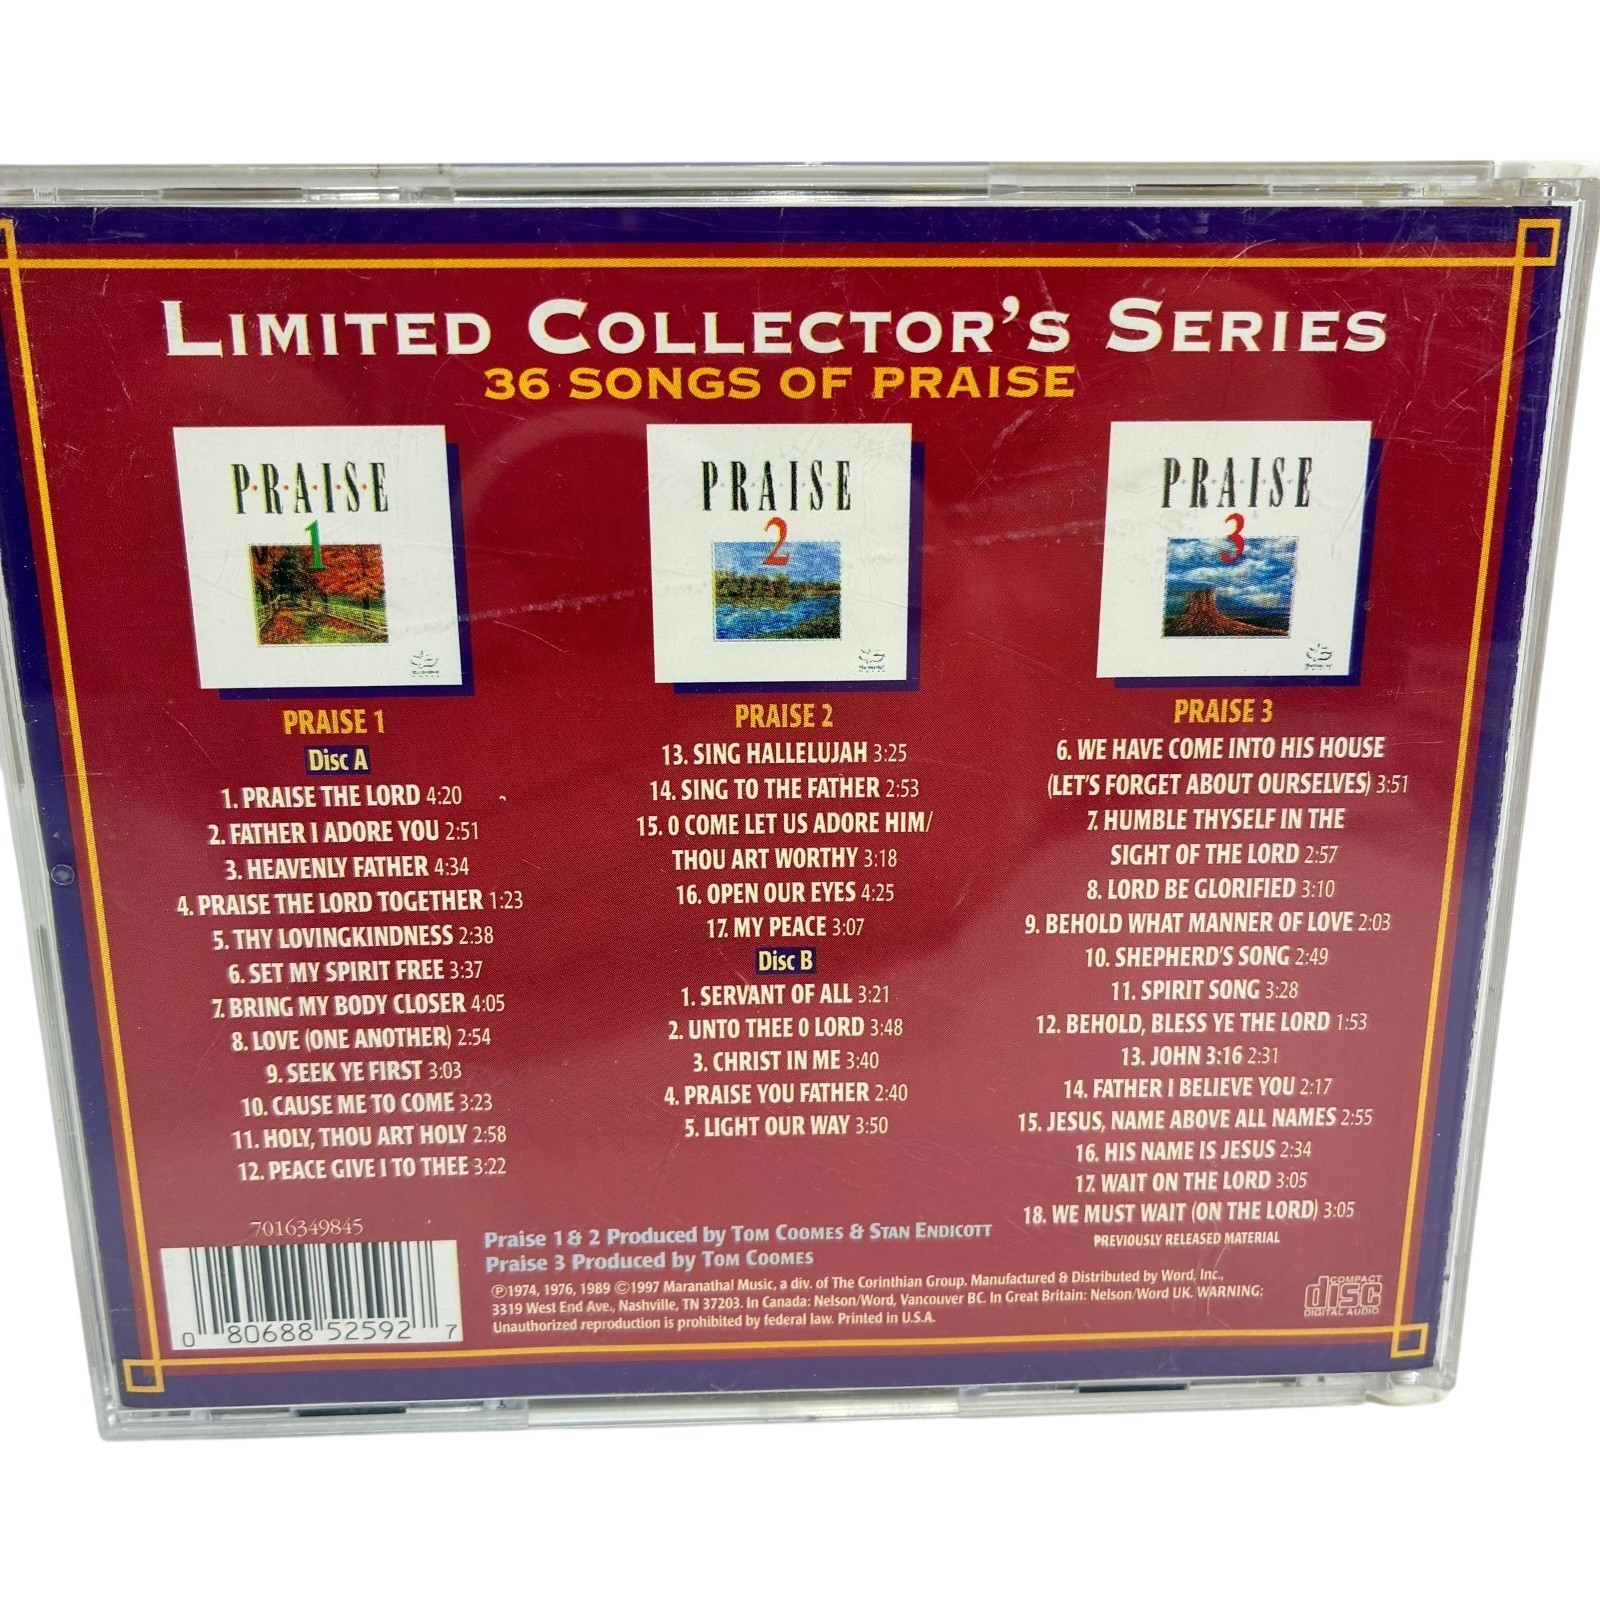 LIMITED COLLECTOR'S SERIES
36 SONGS OF PRAISE
P·R·A·I·S·E
1
PRAISE 1
Disc A
1. PRAISE THE LORD 4:20
2. FATHER I ADORE YOU 2:51
3. HEAVENLY FATHER 4:34
4. PRAISE THE LORD TOGETHER 1:23
5. THY LOVINGKINDNESS 2:38
6. SET MY SPIRIT FREE 3:37
7. BRING MY BODY CLOSER 4:05
8. LOVE (ONE ANOTHER) 2:54
9. SEEK YE FIRST 3:03
10. CAUSE ME TO COME 3:23
11. HOLY, THOU ART HOLY 2:58
12. PEACE GIVE I TO THEE 3:22
P·R·A·I·S·E
2
PRAISE 2
13. SING HALLELUJAH 3:25
14. SING TO THE FATHER 2:53
15. O COME LET US ADORE HIM/
THOU ART WORTHY 3:18
16. OPEN OUR EYES 4:25
17. MY PEACE 3:07
Disc B
1. SERVANT OF ALL 3:21
2. UNTO THEE O LORD 3:48
3. CHRIST IN ME 3:40
4. PRAISE YOU FATHER 2:40
5. LIGHT OUR WAY 3:50
P·R·A·I·S·E
3
PRAISE 3
6. WE HAVE COME INTO HIS HOUSE
(LET'S FORGET ABOUT OURSELVES) 3:51
7. HUMBLE THYSELF IN THE
SIGHT OF THE LORD 2:57
8. LORD BE GLORIFIED 3:10
9. BEHOLD WHAT MANNER OF LOVE 2:03
10. SHEPHERD'S SONG 2:49
11. SPIRIT SONG 3:28
12. BEHOLD, BLESS YE THE LORD 1:53
13. JOHN 3:16 2:31
14. FATHER I BELIEVE YOU 2:17
15. JESUS, NAME ABOVE ALL NAMES 2:55
16. HIS NAME IS JESUS 2:34
17. WAIT ON THE LORD 3:05
18. WE MUST WAIT (ON THE LORD) 3:05
PREVIOUSLY RELEASED MATERIAL
7016349845
0 80688 52592 7
Praise 1 & 2 Produced by TOM COOMES & STAN ENDICOTT
Praise 3 Produced by TOM COOMES
℗1974, 1976, 1989 ©1997 Maranatha! Music, a div. of The Corinthian Group. Manufactured & Distributed by Word, Inc.,
3319 West End Ave., Nashville, TN 37203. In Canada: Nelson/Word, Vancouver BC. In Great Britain: Nelson/Word UK. WARNING:
Unauthorized reproduction is prohibited by federal law. Printed in U.S.A.
COMPACT
disc
DIGITAL AUDIO